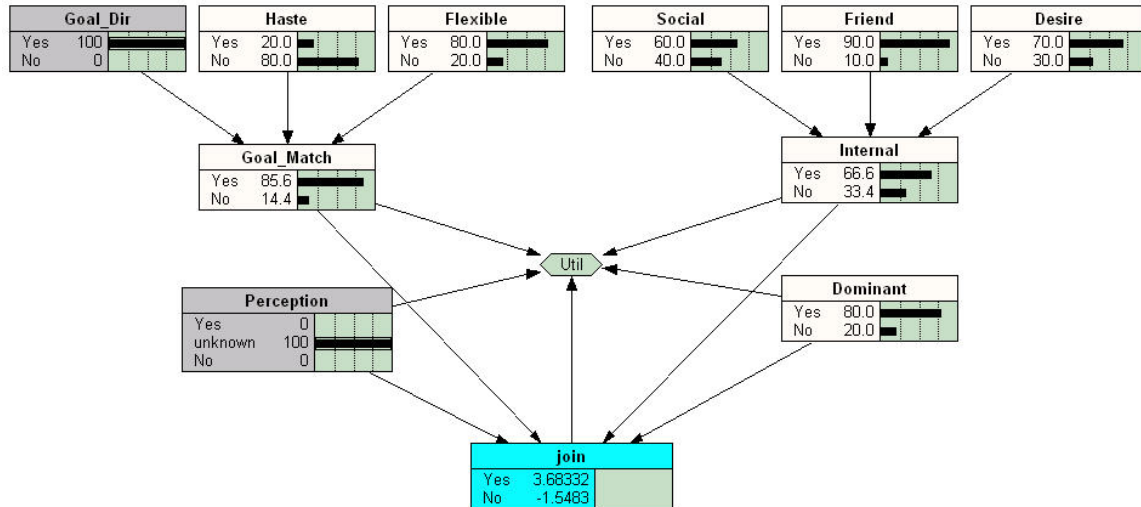 Goal_Dir
Yes 100
No 0
Haste
Yes 20.0
No 80.0
Flexible
Yes 80.0
No 20.0
Social
Yes 60.0
No 40.0
Friend
Yes 90.0
No 10.0
Desire
Yes 70.0
No 30.0
Goal_Match
Yes 85.6
No 14.4
Internal
Yes 66.6
No 33.4
Util
Perception
Yes 0
unknown 100
No 0
Dominant
Yes 80.0
No 20.0
join
Yes 3.68332
No -1.5483